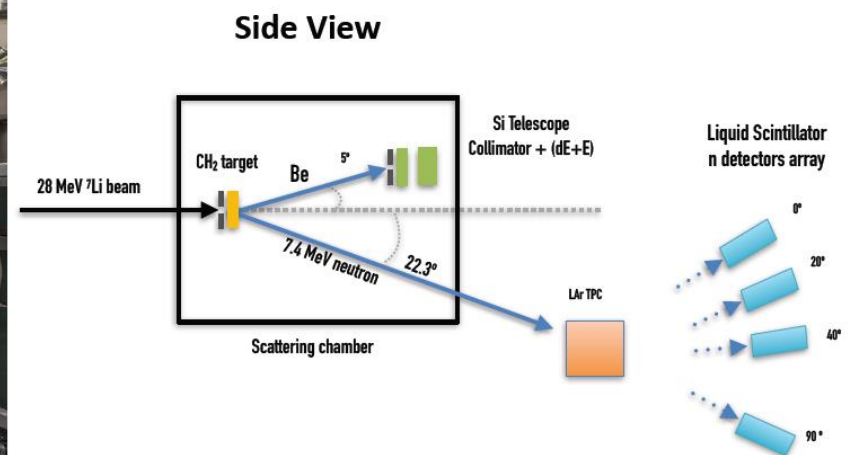 Side View
Si Telescope
Collimator + (dE+E)
Liquid Scintillator
n detectors array
CH₂ target
Be
5°
28 MeV ⁷Li beam
0°
7.4 MeV neutron
22.3º
20°
LAr TPC
40°
Scattering chamber
90 °